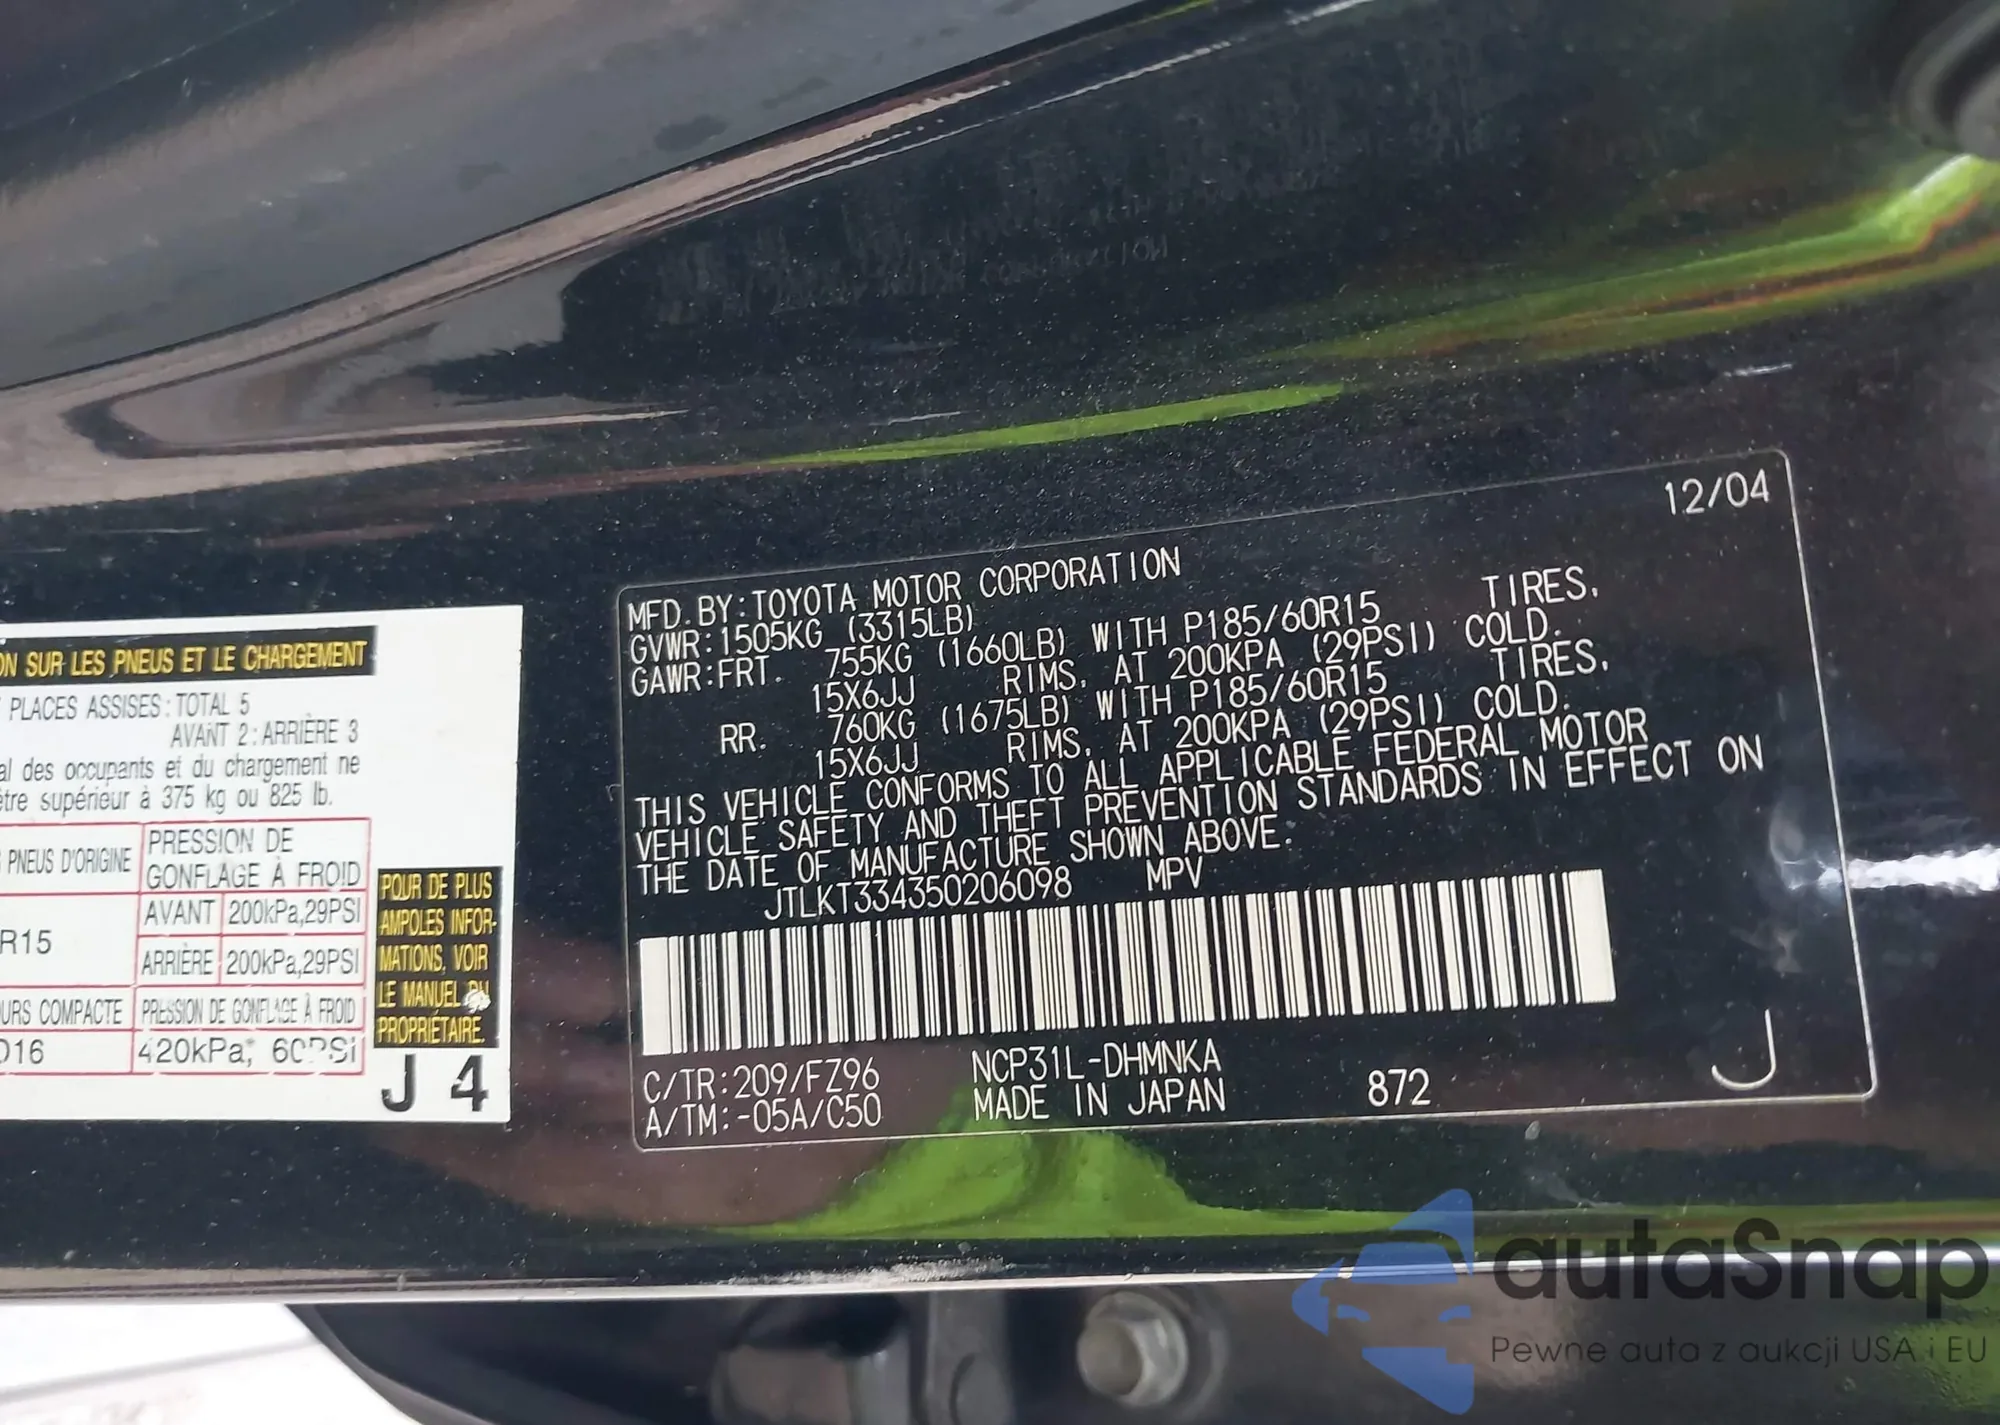 ON SUR LES PNEUS ET LE CHARGEMENT
PLACES ASSISES : TOTAL 5
AVANT 2 : ARRIÈRE 3
al des occupants et du chargement ne
être supérieur à 375 kg ou 825 lb.
PNEUS D'ORIGINE
PRESSION DE
GONFLAGE À FROID
R15
AVANT 200kPa,29PSI
ARRIÈRE 200kPa,29PSI
URS COMPACTE PRESSION DE GONFLAGE À FROID
D16 420kPa, 60PSI
POUR DE PLUS
AMPLES INFOR-
MATIONS, VOIR
LE MANUEL DU
PROPRIÉTAIRE.
J 4
12/04
MFD. BY: TOYOTA MOTOR CORPORATION
GVWR: 1505KG (3315LB)
GAWR: FRT. 755KG (1660LB) WITH P185/60R15 TIRES,
15X6JJ RIMS, AT 200KPA (29PSI) COLD.
RR. 760KG (1675LB) WITH P185/60R15 TIRES,
15X6JJ RIMS, AT 200KPA (29PSI) COLD.
THIS VEHICLE CONFORMS TO ALL APPLICABLE FEDERAL MOTOR
VEHICLE SAFETY AND THEFT PREVENTION STANDARDS IN EFFECT ON
THE DATE OF MANUFACTURE SHOWN ABOVE.
JTLKT334350206098 MPV
C/TR: 209/FZ96 NCP31L-DHMNKA
A/TM: -05A/C50 MADE IN JAPAN 872 J
autaSnap
Pewne auta z aukcji USA i EU